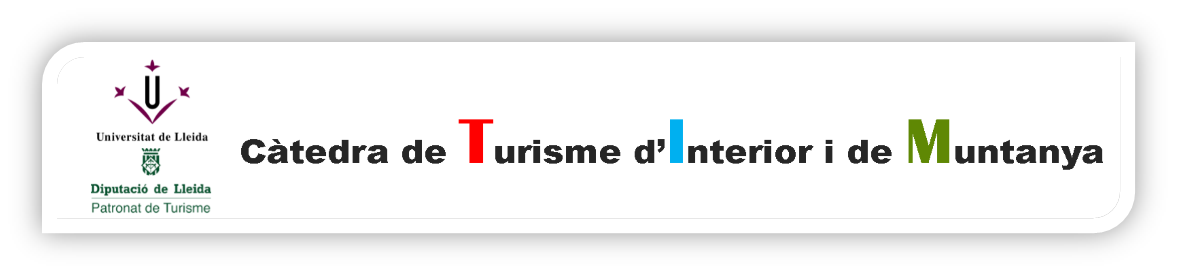 Universitat de Lleida
Diputació de Lleida
Patronat de Turisme
Càtedra de Turisme d’Interior i de Muntanya